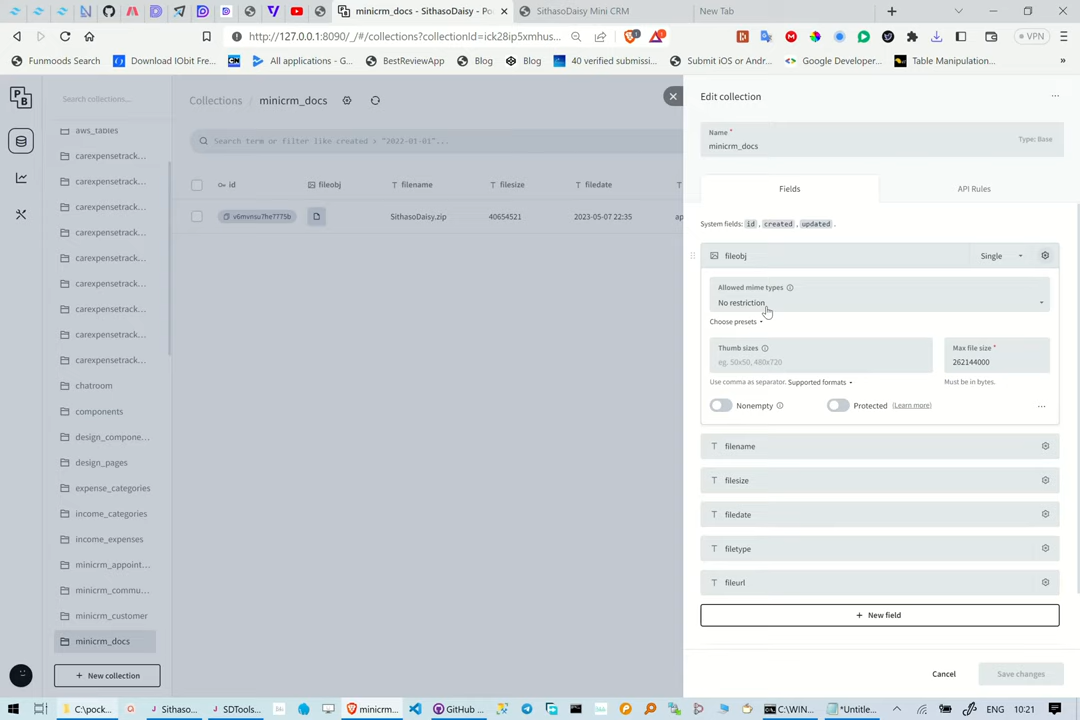 minicrm_docs - SithasoDaisy - Po
SithasoDaisy Mini CRM
New Tab
http://127.0.0.1:8090/_/#/collections?collectionId=ick28ip5xmhus...
VPN
Funmoods Search
Download IObit Fre...
All applications - G...
BestReviewApp
Blog
Blog
40 verified submissi...
Submit iOS or Andr...
Google Developer...
Table Manipulation...
»
Search collections...
aws_tables
carexpensetrack...
carexpensetrack...
carexpensetrack...
carexpensetrack...
carexpensetrack...
carexpensetrack...
carexpensetrack...
carexpensetrack...
carexpensetrack...
chatroom
components
design_compone...
design_pages
expense_categories
income_categories
income_expenses
minicrm_appoint...
minicrm_commu...
minicrm_customer
minicrm_docs
+ New collection
Collections / minicrm_docs
Search term or filter like created > "2022-01-01"...
id
fileobj
filename
filesize
filedate
v6mvnsu7he7775b
SithasoDaisy.zip
40654521
2023-05-07 22:35
ap
Edit collection
...
Name *
minicrm_docs
Type: Base
Fields
API Rules
System fields: id , created , updated .
fileobj
Single
Allowed mime types
No restriction
Choose presets
Thumb sizes
eg. 50x50, 480x720
Max file size *
262144000
Use comma as separator. Supported formats
Must be in bytes.
Nonempty
Protected (Learn more)
...
filename
filesize
filedate
filetype
fileurl
+ New field
Cancel
Save changes
C:\pock...
Sithaso...
SDTools...
minicrm...
GitHub ...
C:\WIN...
*Untitle...
ENG
10:21